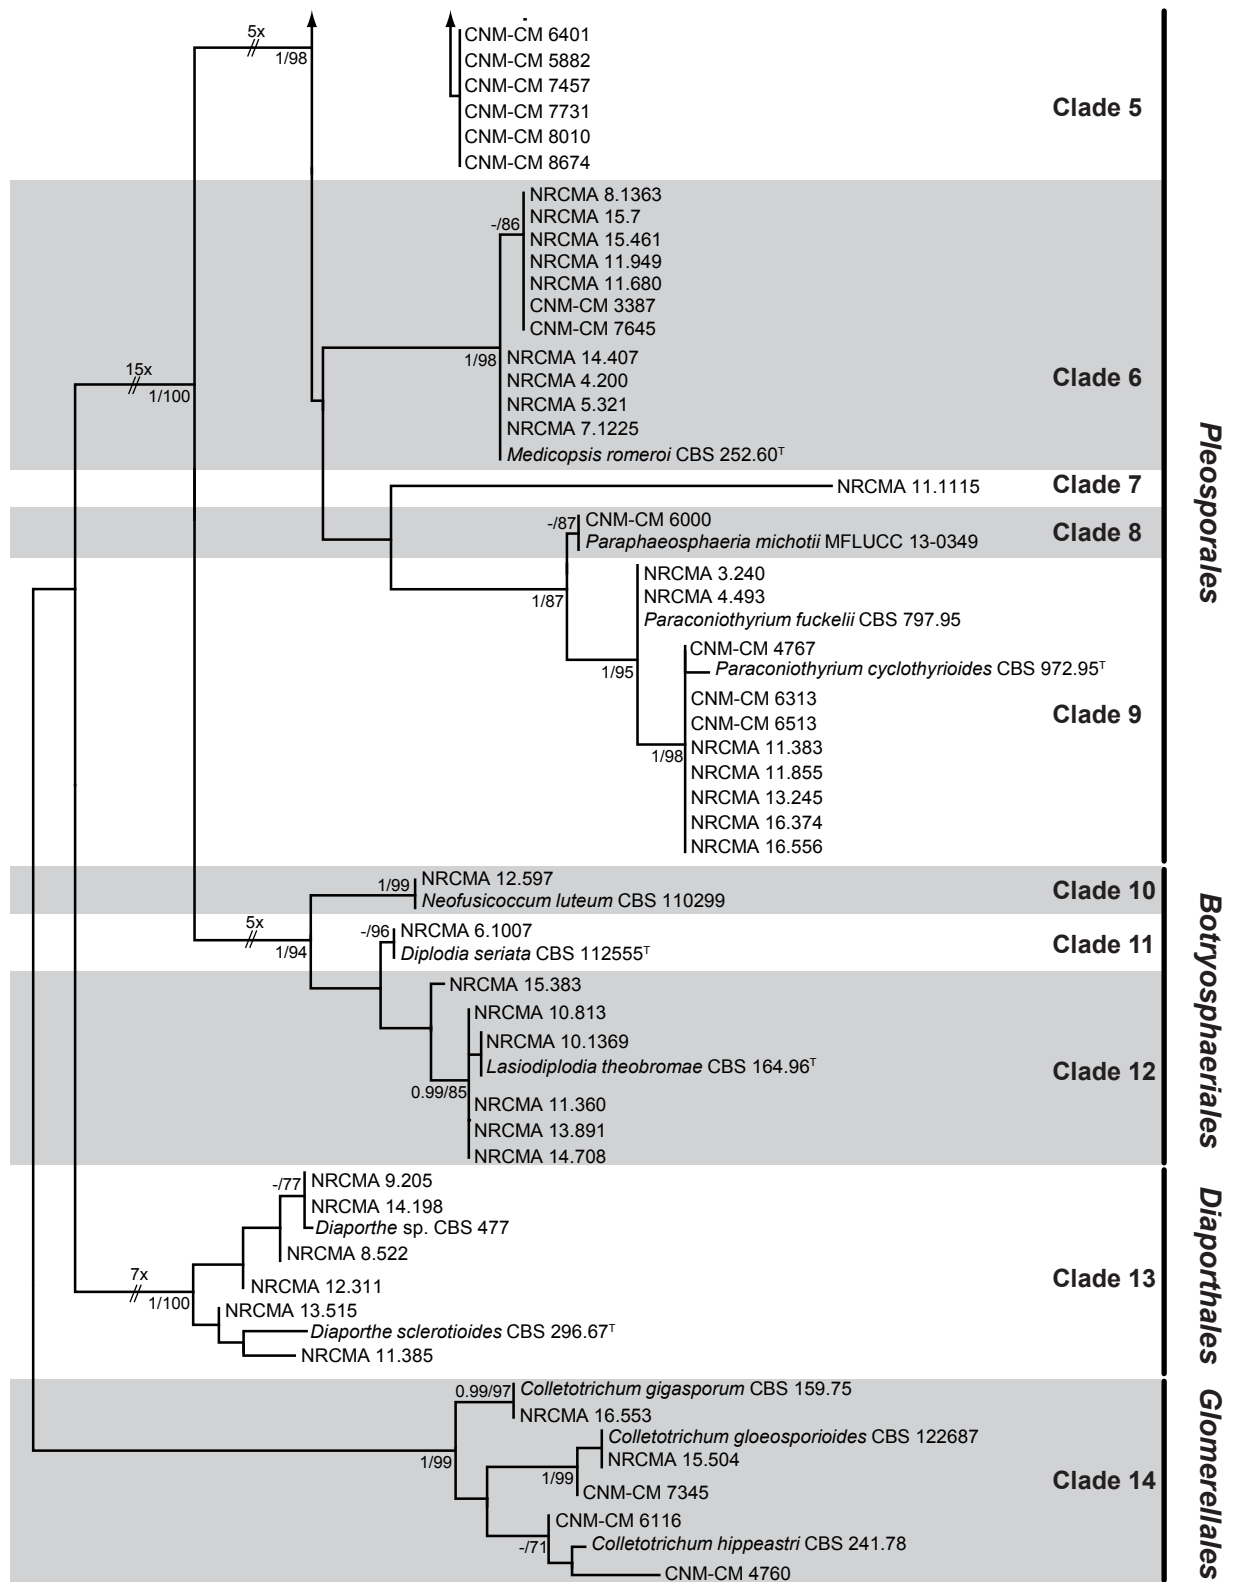 5x
1/98
CNM-CM 6401
CNM-CM 5882
CNM-CM 7457
CNM-CM 7731
CNM-CM 8010
CNM-CM 8674
Clade 5
NRCMA 8.1363
-/86
NRCMA 15.7
NRCMA 15.461
NRCMA 11.949
NRCMA 11.680
CNM-CM 3387
CNM-CM 7645
1/98
NRCMA 14.407
NRCMA 4.200
NRCMA 5.321
NRCMA 7.1225
Medicopsis romeroi CBS 252.60T
Clade 6
15x
1/100
NRCMA 11.1115
Clade 7
-/87
CNM-CM 6000
Paraphaeosphaeria michotii MFLUCC 13-0349
Clade 8
1/87
NRCMA 3.240
NRCMA 4.493
Paraconiothyrium fuckelii CBS 797.95
1/95
CNM-CM 4767
Paraconiothyrium cyclothyrioides CBS 972.95T
CNM-CM 6313
CNM-CM 6513
NRCMA 11.383
1/98
NRCMA 11.855
NRCMA 13.245
NRCMA 16.374
NRCMA 16.556
Clade 9
Pleosporales
1/99
NRCMA 12.597
Neofusicoccum luteum CBS 110299
Clade 10
5x
1/94
-/96
NRCMA 6.1007
Diplodia seriata CBS 112555T
Clade 11
NRCMA 15.383
NRCMA 10.813
NRCMA 10.1369
Lasiodiplodia theobromae CBS 164.96T
0.99/85
NRCMA 11.360
NRCMA 13.891
NRCMA 14.708
Clade 12
Botryosphaeriales
-/77
NRCMA 9.205
NRCMA 14.198
Diaporthe sp. CBS 477
NRCMA 8.522
7x
1/100
NRCMA 12.311
NRCMA 13.515
Diaporthe sclerotioides CBS 296.67T
NRCMA 11.385
Clade 13
Diaporthales
0.99/97
Colletotrichum gigasporum CBS 159.75
NRCMA 16.553
1/99
Colletotrichum gloeosporioides CBS 122687
NRCMA 15.504
1/99
CNM-CM 7345
CNM-CM 6116
-/71
Colletotrichum hippeastri CBS 241.78
CNM-CM 4760
Clade 14
Glomerellales